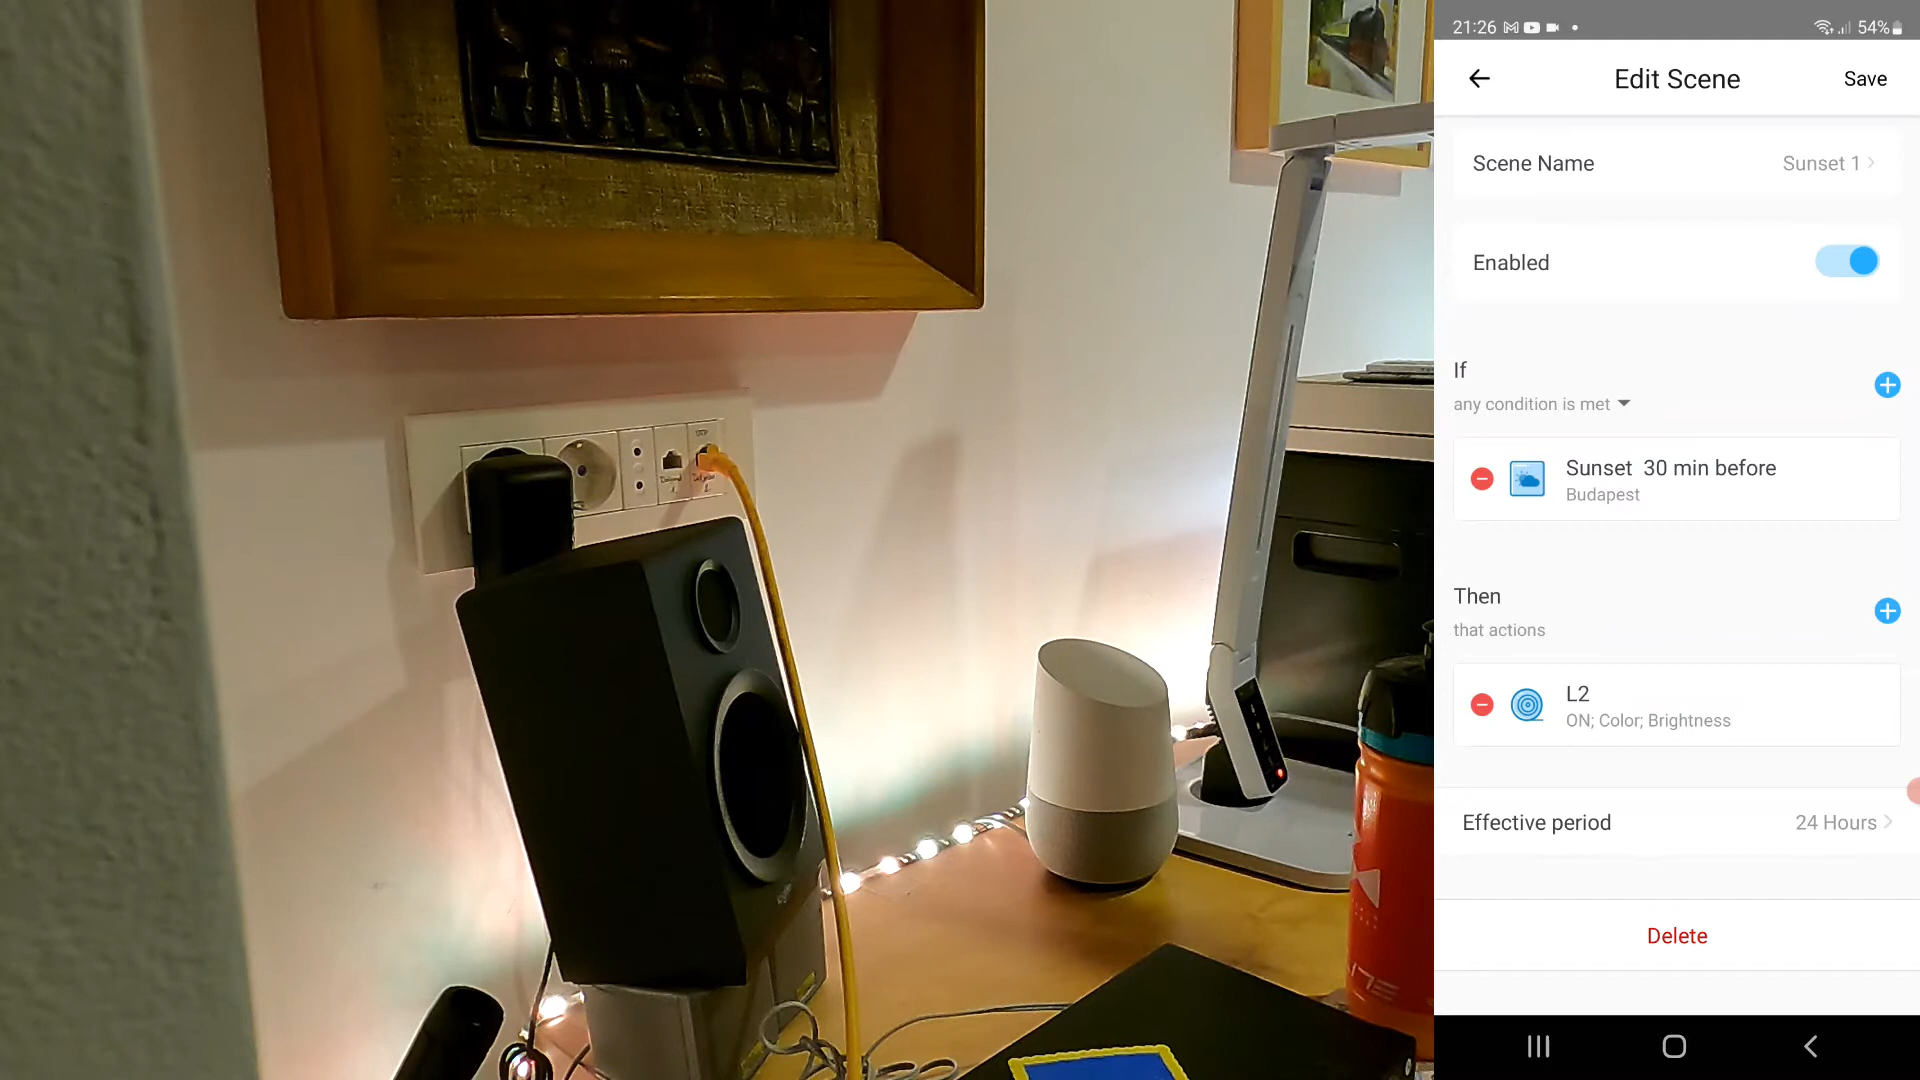 21:26
54%
Edit Scene
Save
Scene Name
Sunset 1
Enabled
If
any condition is met
Sunset 30 min before
Budapest
Then
that actions
L2
ON; Color; Brightness
Effective period
24 Hours
Delete